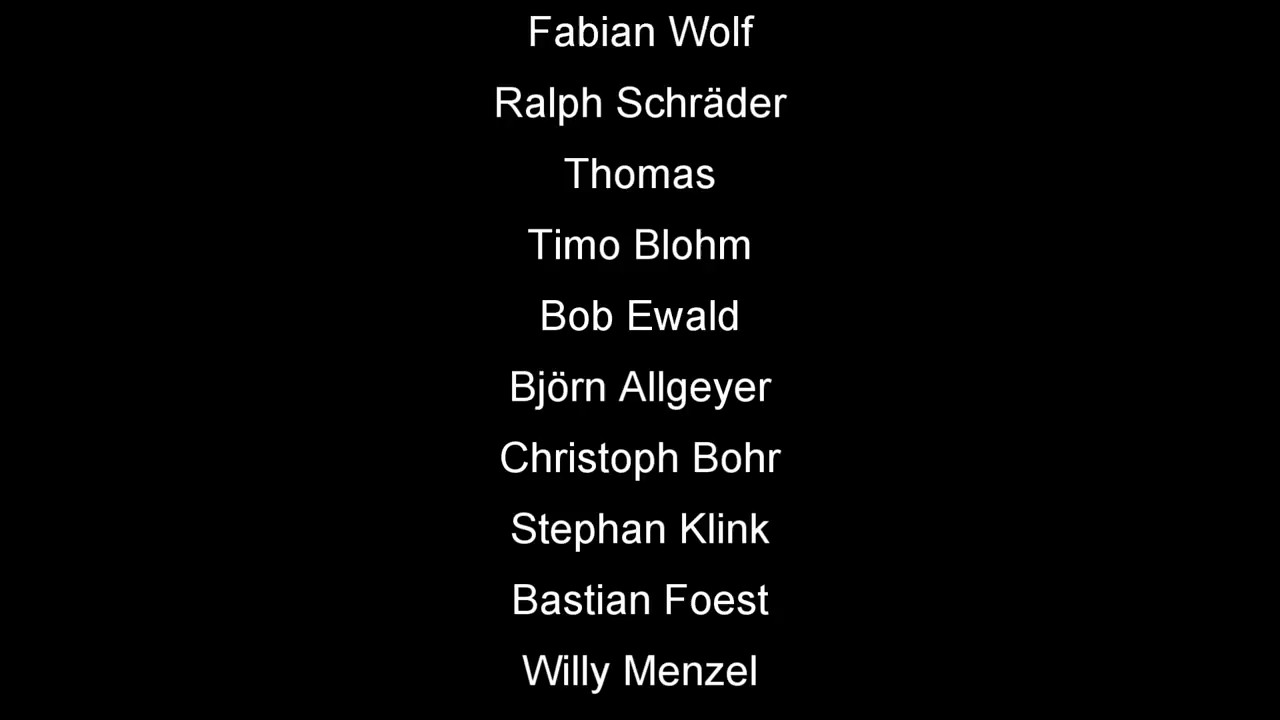 Fabian Wolf
Ralph Schräder
Thomas
Timo Blohm
Bob Ewald
Björn Allgeyer
Christoph Bohr
Stephan Klink
Bastian Foest
Willy Menzel